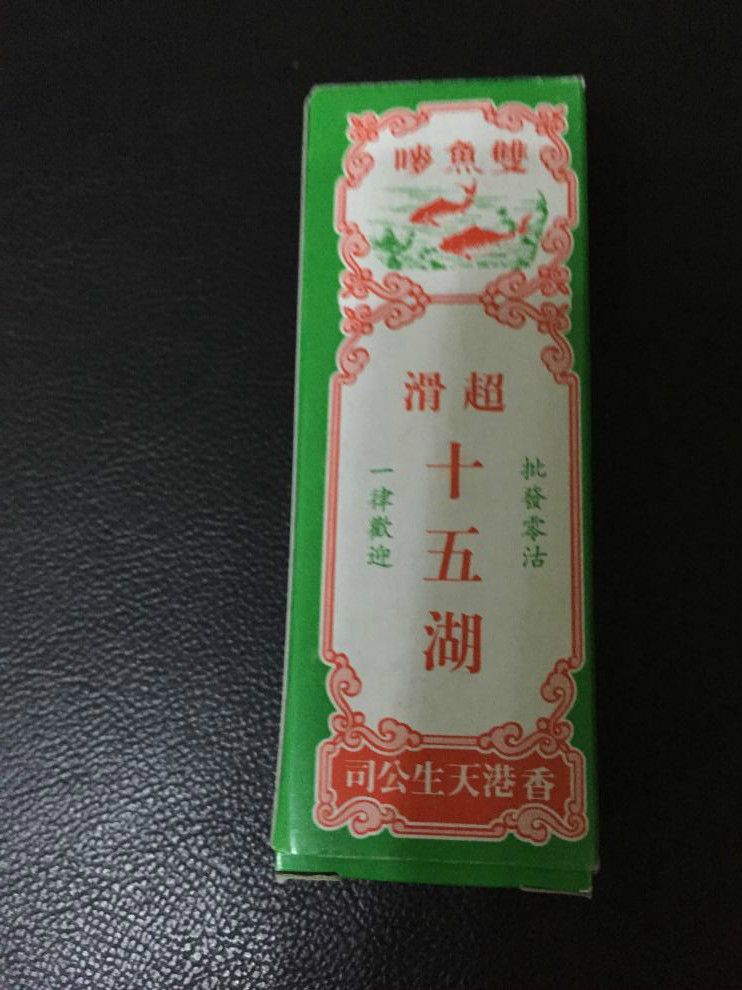 雙魚嘜
超滑
十五湖
批發零沽
一律歡迎
香港天生公司